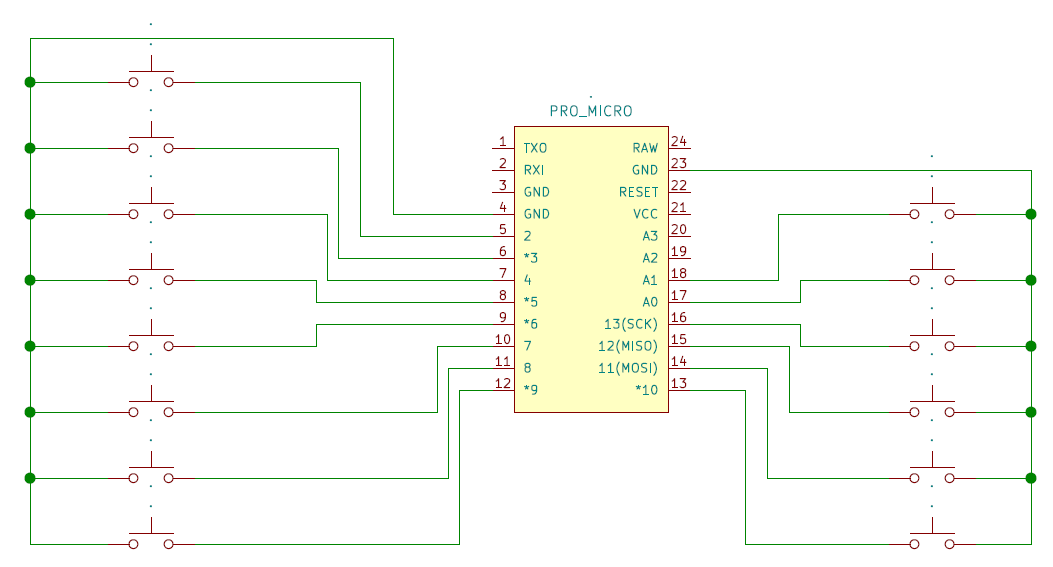 PRO_MICRO
1 TXO RAW 24
2 RXI GND 23
3 GND RESET 22
4 GND VCC 21
5 2 A3 20
6 *3 A2 19
7 4 A1 18
8 *5 A0 17
9 *6 13(SCK) 16
10 7 12(MISO) 15
11 8 11(MOSI) 14
12 *9 *10 13